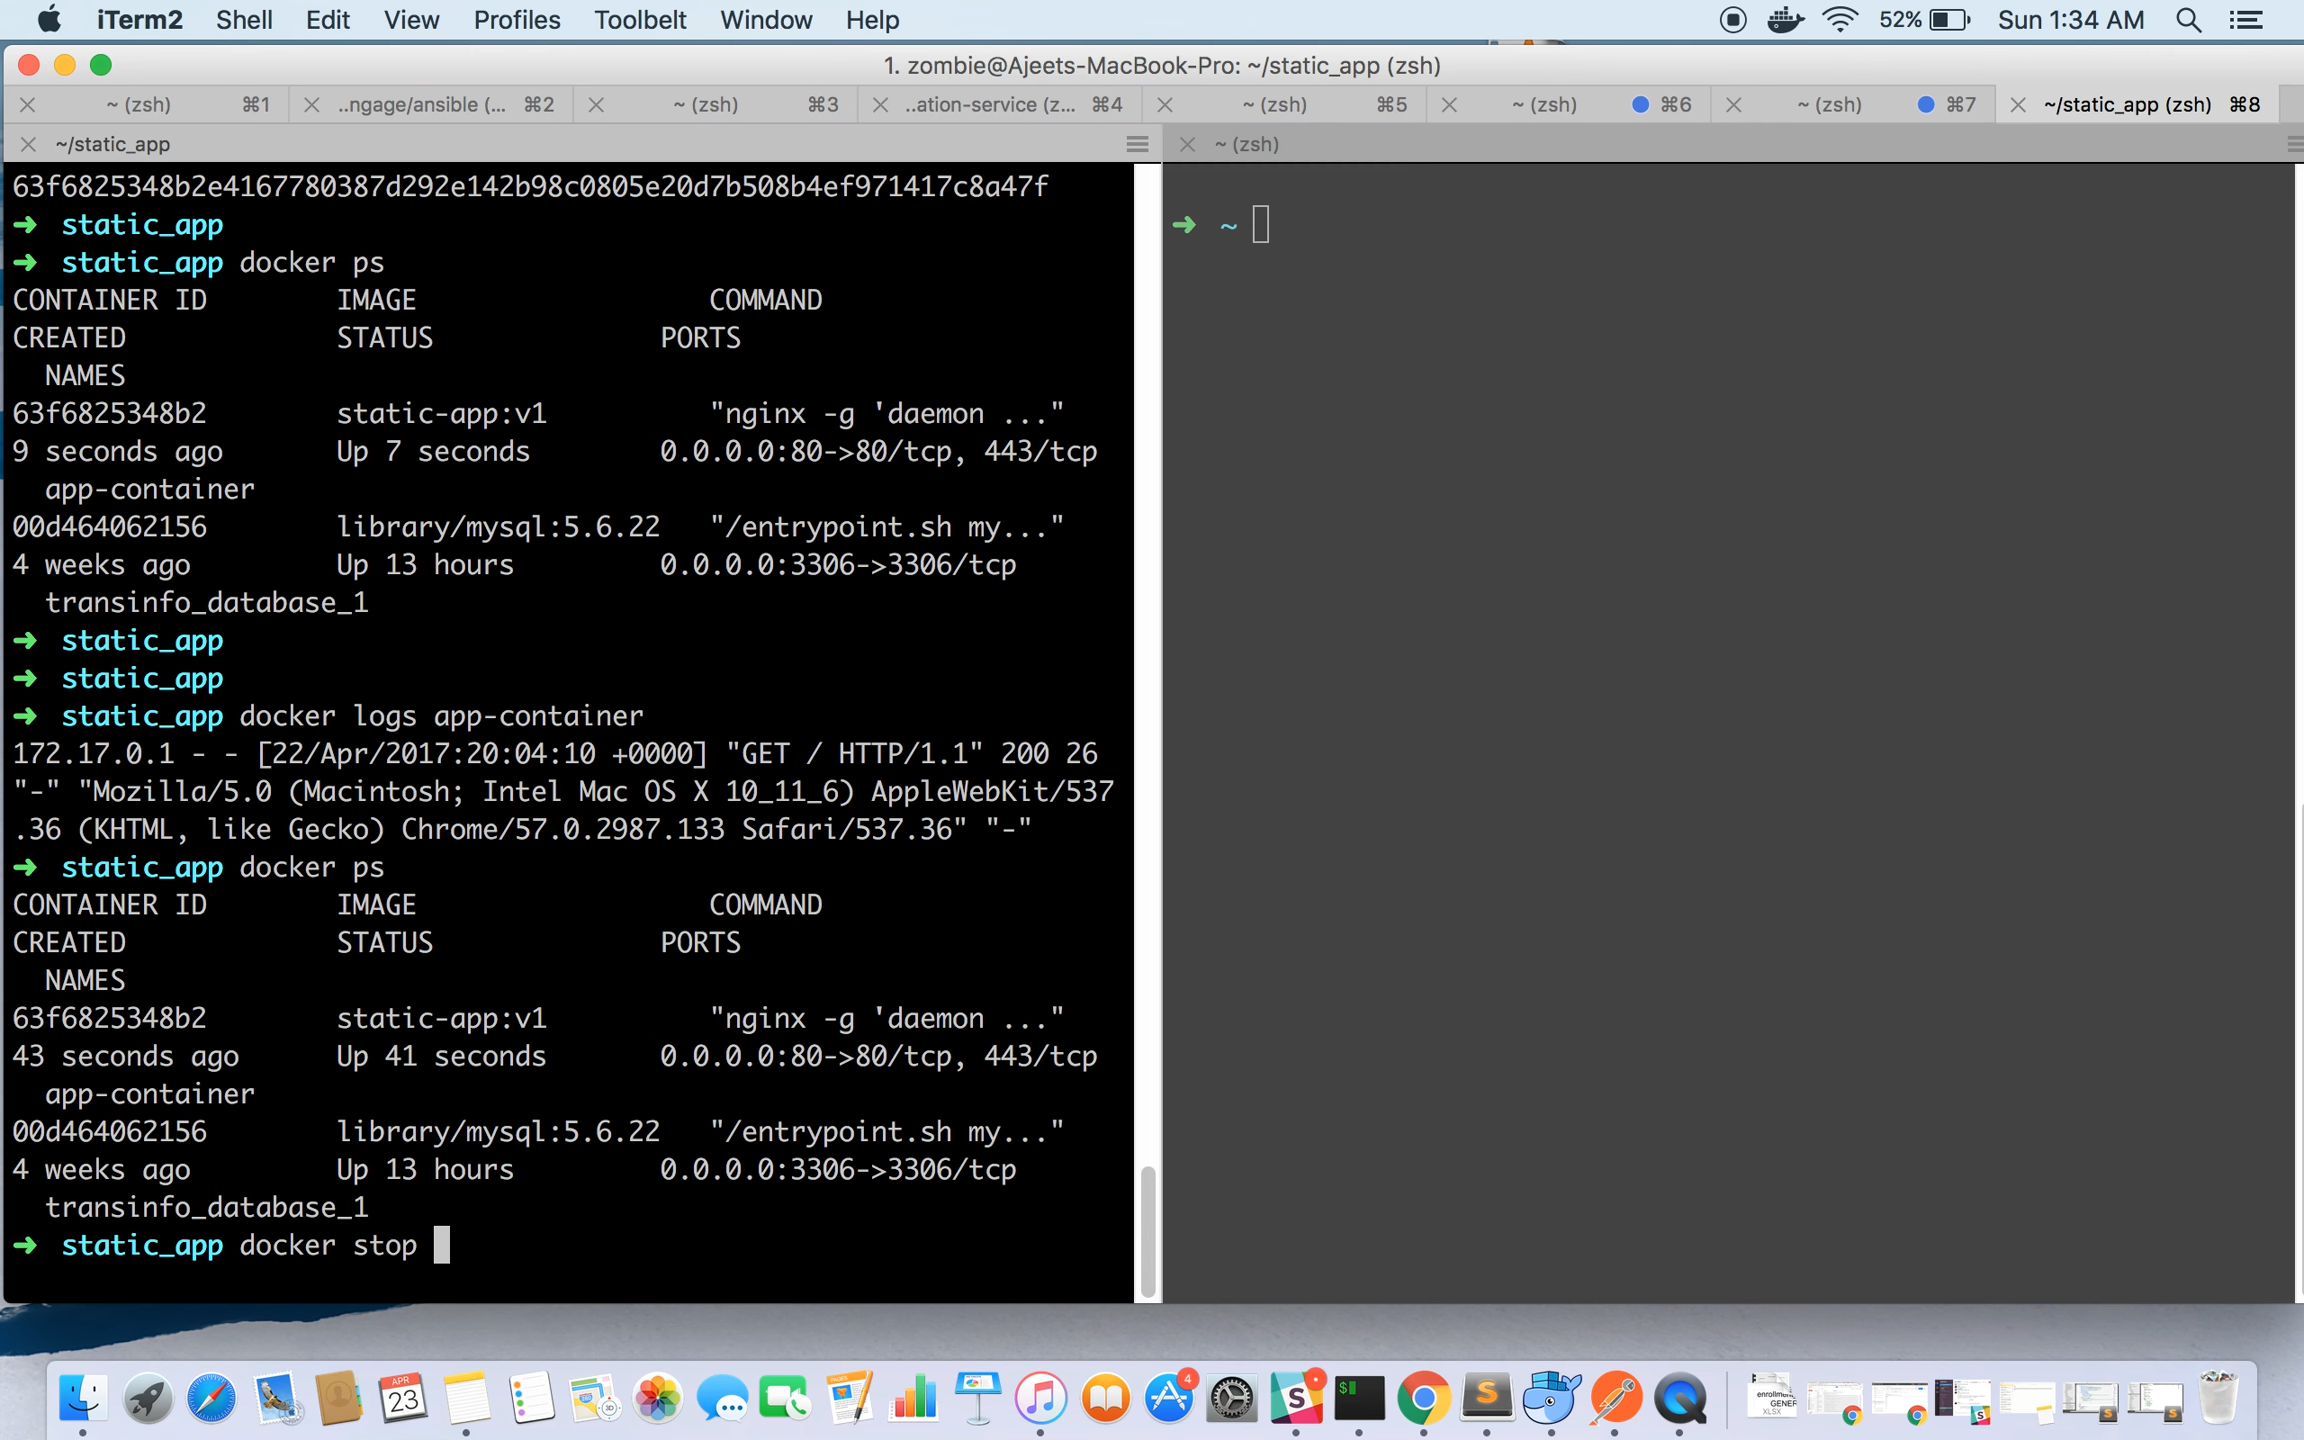 iTerm2 Shell Edit View Profiles Toolbelt Window Help 52% Sun 1:34 AM
1. zombie@Ajeets-MacBook-Pro: ~/static_app (zsh)
~ (zsh) ⌘1 ..ngage/ansible (... ⌘2 ~ (zsh) ⌘3 ..ation-service (z... ⌘4 ~ (zsh) ⌘5 ~ (zsh) ⌘6 ~ (zsh) ⌘7 ~/static_app (zsh) ⌘8
~/static_app
~ (zsh)
63f6825348b2e4167780387d292e142b98c0805e20d7b508b4ef971417c8a47f
➜ static_app
➜ static_app docker ps
CONTAINER ID IMAGE COMMAND
CREATED STATUS PORTS
NAMES
63f6825348b2 static-app:v1 "nginx -g 'daemon ..."
9 seconds ago Up 7 seconds 0.0.0.0:80->80/tcp, 443/tcp
app-container
00d464062156 library/mysql:5.6.22 "/entrypoint.sh my..."
4 weeks ago Up 13 hours 0.0.0.0:3306->3306/tcp
transinfo_database_1
➜ static_app
➜ static_app
➜ static_app docker logs app-container
172.17.0.1 - - [22/Apr/2017:20:04:10 +0000] "GET / HTTP/1.1" 200 26
"-" "Mozilla/5.0 (Macintosh; Intel Mac OS X 10_11_6) AppleWebKit/537
.36 (KHTML, like Gecko) Chrome/57.0.2987.133 Safari/537.36" "-"
➜ static_app docker ps
CONTAINER ID IMAGE COMMAND
CREATED STATUS PORTS
NAMES
63f6825348b2 static-app:v1 "nginx -g 'daemon ..."
43 seconds ago Up 41 seconds 0.0.0.0:80->80/tcp, 443/tcp
app-container
00d464062156 library/mysql:5.6.22 "/entrypoint.sh my..."
4 weeks ago Up 13 hours 0.0.0.0:3306->3306/tcp
transinfo_database_1
➜ static_app docker stop
➜ ~
APR
23
4
XLSX